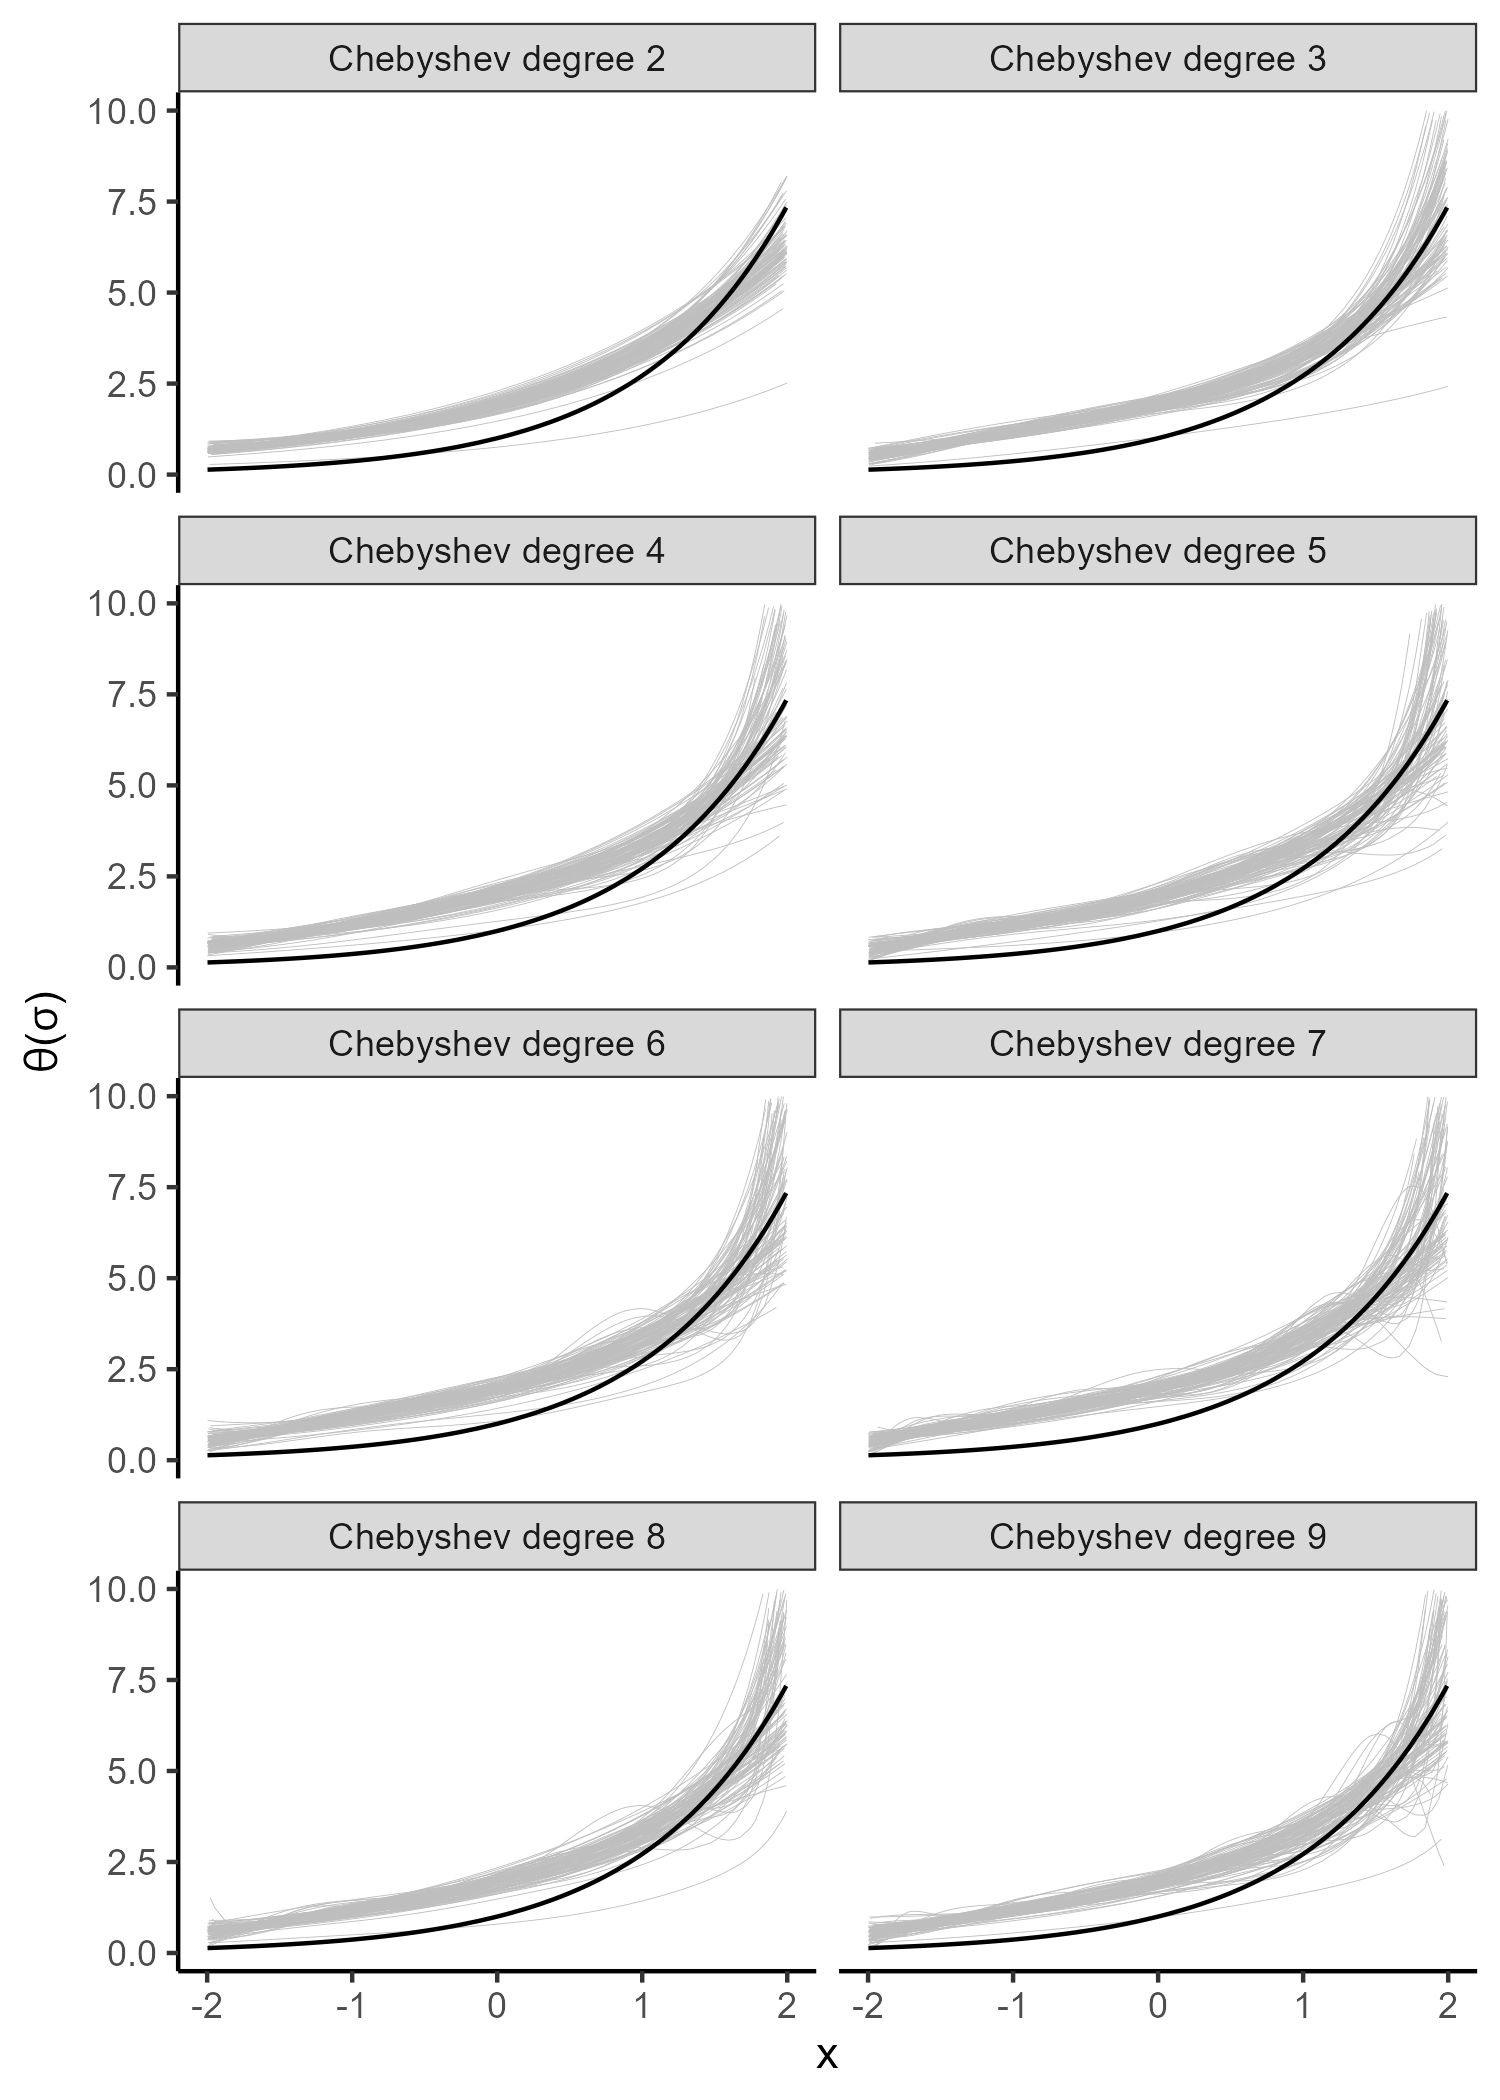 Chebyshev degree 2
Chebyshev degree 3
10.0
7.5
5.0
2.5
0.0
Chebyshev degree 4
Chebyshev degree 5
10.0
7.5
5.0
2.5
0.0
θ(σ)
Chebyshev degree 6
Chebyshev degree 7
10.0
7.5
5.0
2.5
0.0
Chebyshev degree 8
Chebyshev degree 9
10.0
7.5
5.0
2.5
0.0
-2 -1 0 1 2
-2 -1 0 1 2
x